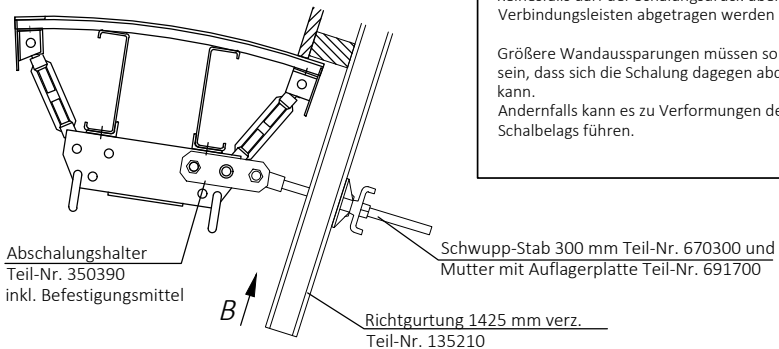 Verbindungsleisten abgetragen werden
Größere Wandaussparungen müssen so
sein, dass sich die Schalung dagegen
kann.
Andernfalls kann es zu Verformungen
Schalbelags führen.
Abschalungshalter
Teil-Nr. 350390
inkl. Befestigungsmittel
B
Schwupp-Stab 300 mm Teil-Nr. 670300 und
Mutter mit Auflagerplatte Teil-Nr. 691700
Richtgurtung 1425 mm verz.
Teil-Nr. 135210